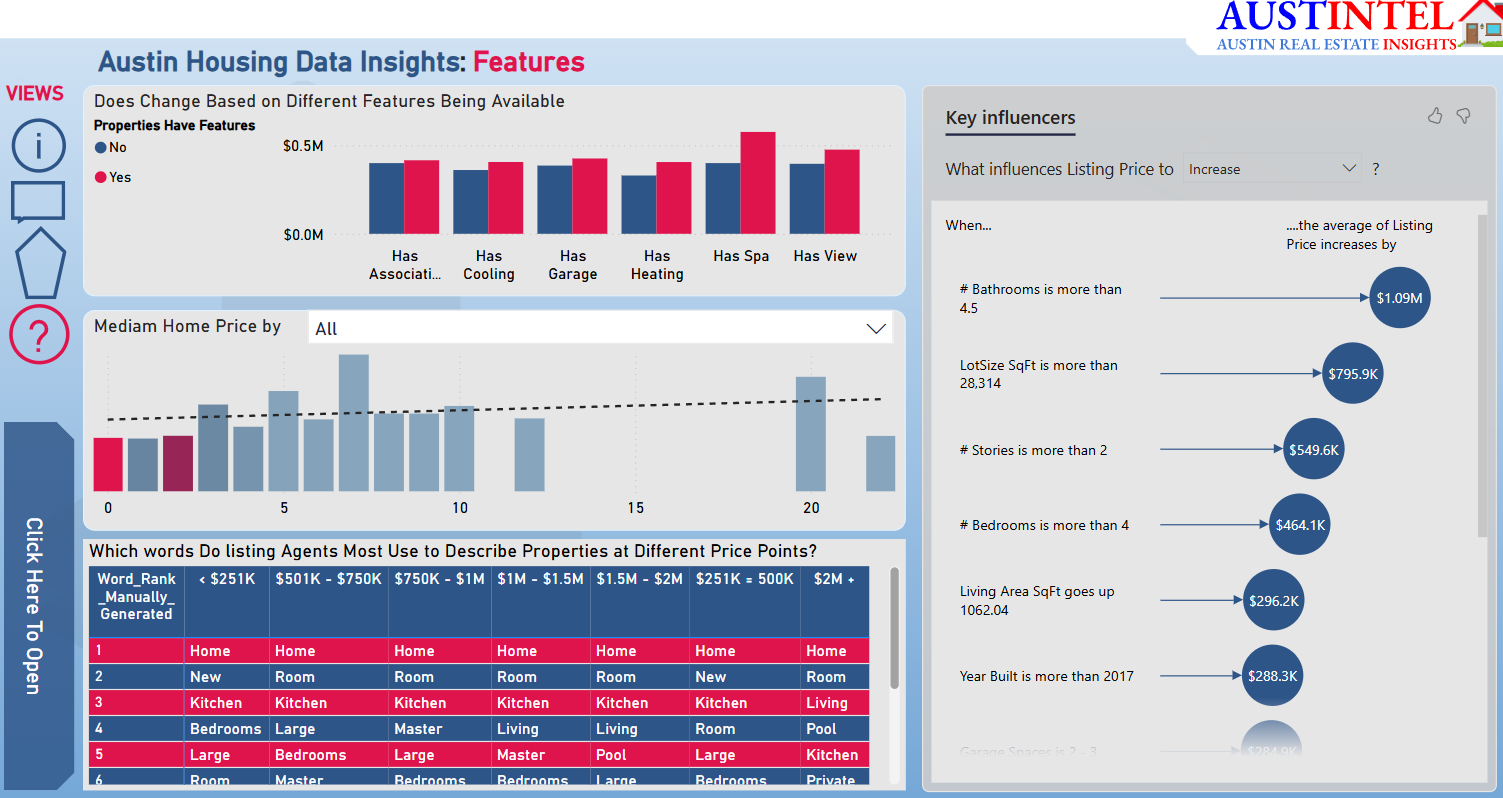 AUSTINTEL
AUSTIN REAL ESTATE INSIGHTS
Austin Housing Data Insights: Features
VIEWS
i
?
Click Here To Open
Does Change Based on Different Features Being Available
Properties Have Features
No
Yes
$0.5M
$0.0M
Has Associati...
Has Cooling
Has Garage
Has Heating
Has Spa
Has View
Mediam Home Price by
All
0 5 10 15 20
Which words Do listing Agents Most Use to Describe Properties at Different Price Points?
Word_Rank_Manually_Generated < $251K $501K - $750K $750K - $1M $1M - $1.5M $1.5M - $2M $251K = 500K $2M +
1 Home Home Home Home Home Home Home
2 New Room Room Room Room New Room
3 Kitchen Kitchen Kitchen Kitchen Kitchen Kitchen Living
4 Bedrooms Large Master Living Living Room Pool
5 Large Bedrooms Large Master Pool Large Kitchen
6 Room Master Bedrooms Bedrooms Large Bedrooms Private
Key influencers
What influences Listing Price to Increase ?
When...
....the average of Listing
Price increases by
# Bathrooms is more than
4.5
$1.09M
LotSize SqFt is more than
28,314
$795.9K
# Stories is more than 2
$549.6K
# Bedrooms is more than 4
$464.1K
Living Area SqFt goes up
1062.04
$296.2K
Year Built is more than 2017
$288.3K
Garage Spaces is 2 - 3
$284.9K